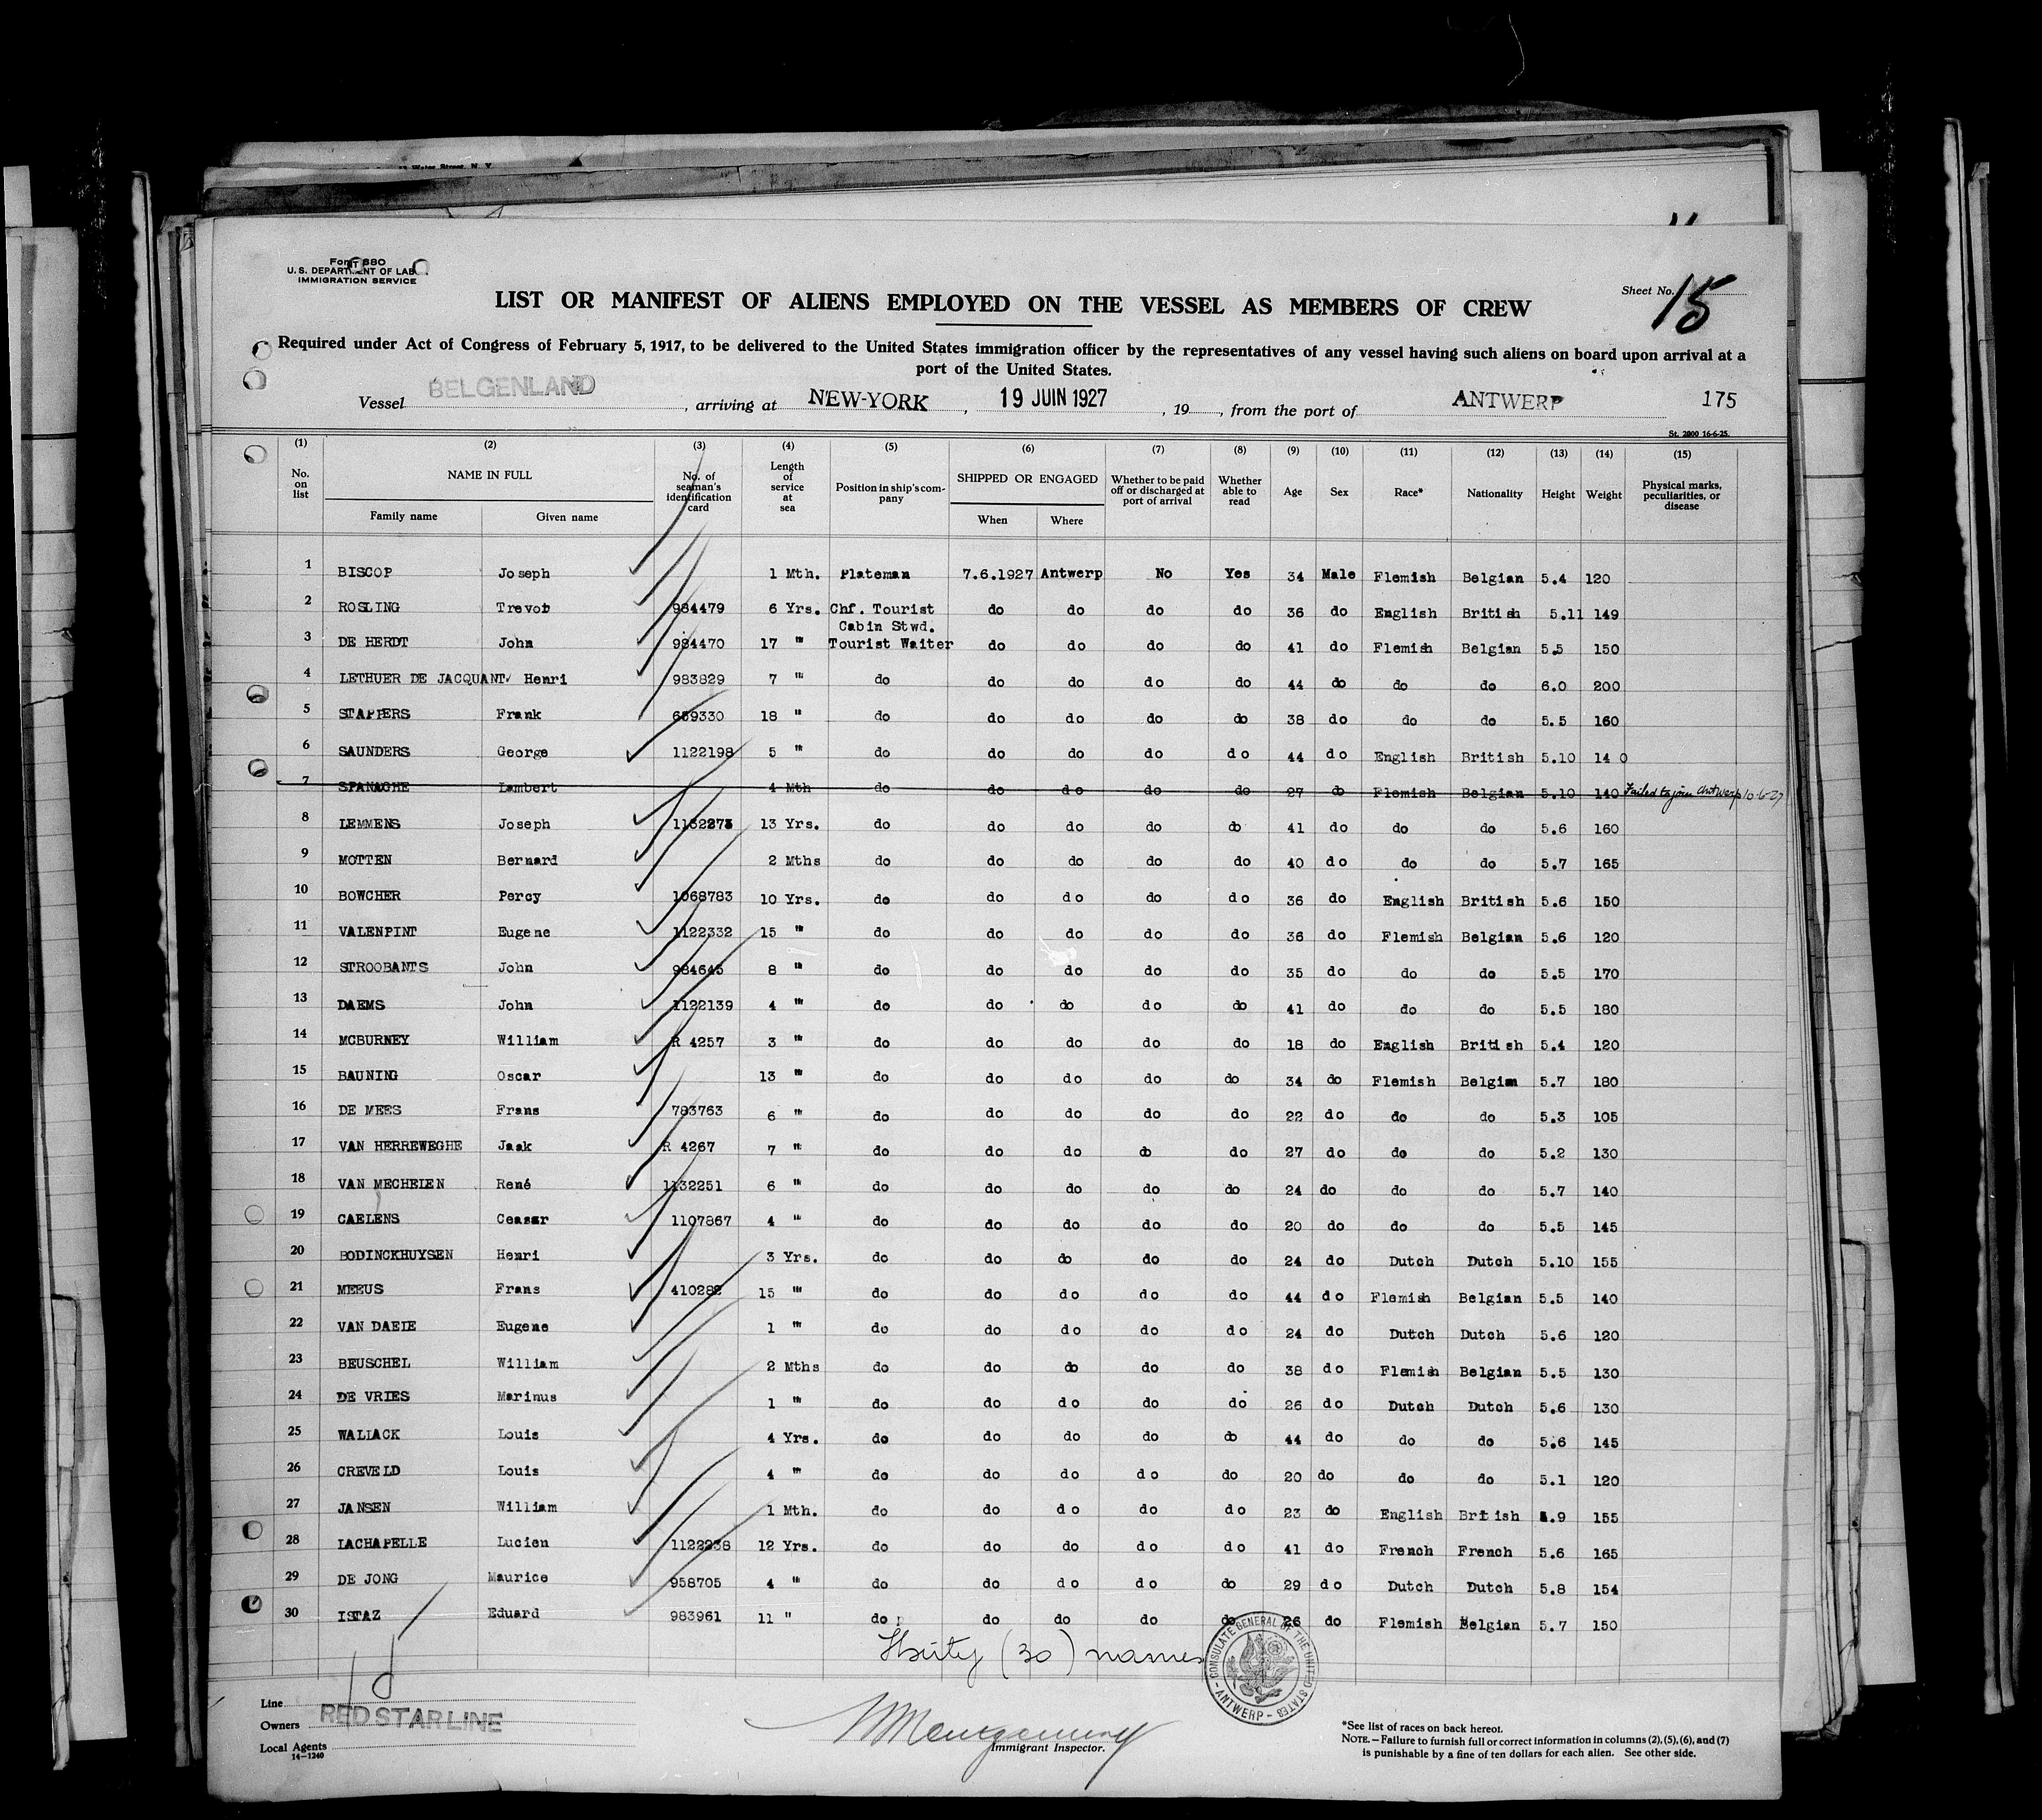 Water Street, N. Y.
Form 680
U. S. DEPARTMENT OF LABOR
IMMIGRATION SERVICE
Sheet No. 15
LIST OR MANIFEST OF ALIENS EMPLOYED ON THE VESSEL AS MEMBERS OF CREW
Required under Act of Congress of February 5, 1917, to be delivered to the United States immigration officer by the representatives of any vessel having such aliens on board upon arrival at a
port of the United States.
Vessel BELGENLAND, arriving at NEW-YORK, 19 JUIN 1927, 19, from the port of ANTWERP 175
St. 2000 16-6-25.
(1) (2) (3) (4) (5) (6) (7) (8) (9) (10) (11) (12) (13) (14) (15)
No. on list NAME IN FULL Family name Given name No. of seaman's identification card Length of service at sea Position in ship's company SHIPPED OR ENGAGED When Where Whether to be paid off or discharged at port of arrival Whether able to read Age Sex Race* Nationality Height Weight Physical marks, peculiarities, or disease
1 BISCOP Joseph 1 Mth. Plateman 7.6.1927 Antwerp No Yes 34 Male Flemish Belgian 5.4 120
2 ROSLING Trevor 984479 6 Yrs. Chf. Tourist Cabin Stwd. do do do do 36 do English British 5.11 149
3 DE HERDT John 984470 17 " Tourist Waiter do do do do 41 do Flemish Belgian 5.5 150
4 LETHUER DE JACQUANT Henri 983829 7 " do do do do do 44 do do do 6.0 200
5 STAPPERS Frank 659330 18 " do do do do do 38 do do do 5.5 160
6 SAUNDERS George 1122198 5 " do do do do do 44 do English British 5.10 14 0
7 SPANAGHE Lambert 4 Mth do do do do do 27 do Flemish Belgian 5.10 140 Failed to join Antwerp 10-6-27
8 LEMMENS Joseph 1132273 13 Yrs. do do do do do 41 do do do 5.6 160
9 MOTTEN Bernard 2 Mths do do do do do 40 do do do 5.7 165
10 BOWCHER Percy 1068783 10 Yrs. do do do do do 36 do English British 5.6 150
11 VALENPINT Eugene 1122332 15 " do do do do do 36 do Flemish Belgian 5.6 120
12 STROOBANTS John 984645 8 " do do do do do 35 do do do 5.5 170
13 DAEMS John 1122139 4 " do do do do do 41 do do do 5.5 180
14 MCBURNEY William R 4257 3 " do do do do do 18 do English British 5.4 120
15 BAUNING Oscar 13 " do do do do do 34 do Flemish Belgian 5.7 180
16 DE MEES Frans 783763 6 " do do do do do 22 do do do 5.3 105
17 VAN HERREWEGHE Jaak R 4267 7 " do do do do do 27 do do do 5.2 130
18 VAN MECHELEN René 1132251 6 " do do do do do 24 do do do 5.7 140
19 CAELENS Ceasar 1107867 4 " do do do do do 20 do do do 5.5 145
20 BODINCKHUYSEN Henri 3 Yrs. do do do do do 24 do Dutch Dutch 5.10 155
21 MEEUS Frans 410282 15 " do do do do do 44 do Flemish Belgian 5.5 140
22 VAN DAELE Eugene 1 " do do do do do 24 do Dutch Dutch 5.6 120
23 BEUSCHEL William 2 Mths do do do do do 38 do Flemish Belgian 5.5 130
24 DE VRIES Marinus 1 " do do do do do 26 do Dutch Dutch 5.6 130
25 WALLACK Louis 4 Yrs. do do do do do 44 do do do 5.6 145
26 CREVELD Louis 4 " do do do do do 20 do do do 5.1 120
27 JANSEN William 1 Mth. do do do do do 23 do English British 5.9 155
28 LACHAPELLE Lucien 1122238 12 Yrs. do do do do do 41 do French French 5.6 165
29 DE JONG Maurice 958705 4 " do do do do do 29 do Dutch Dutch 5.8 154
30 ISTAZ Eduard 983961 11 " do do do do do 26 do Flemish Belgian 5.7 150
Thirty (30) names
CONSULATE GENERAL OF THE UNITED STATES - ANTWERP -
Line
Owners RED STAR LINE
Local Agents
14-1240
Montgomery
Immigrant Inspector.
*See list of races on back hereof.
NOTE.—Failure to furnish full or correct information in columns (2), (5), (6), and (7)
is punishable by a fine of ten dollars for each alien. See other side.